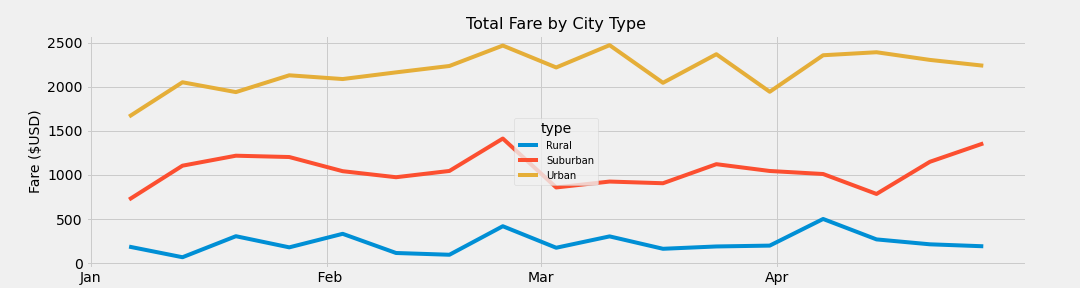 Total Fare by City Type
Fare ($USD)
2500
2000
1500
1000
500
0
type
Rural
Suburban
Urban
Jan
Feb
Mar
Apr